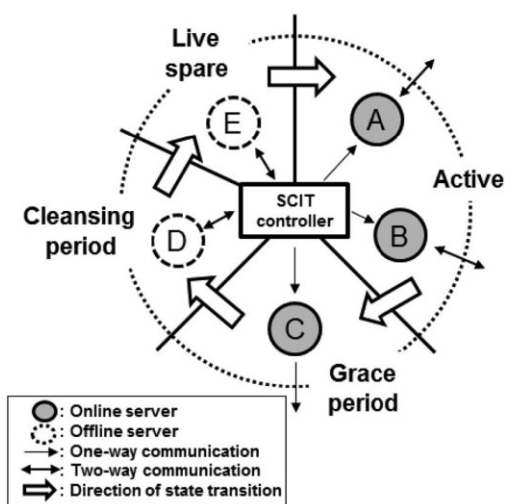 Live
spare
A
E
Active
SCIT
controller
Cleansing
period
D
B
C
Grace
period
: Online server
: Offline server
: One-way communication
: Two-way communication
: Direction of state transition